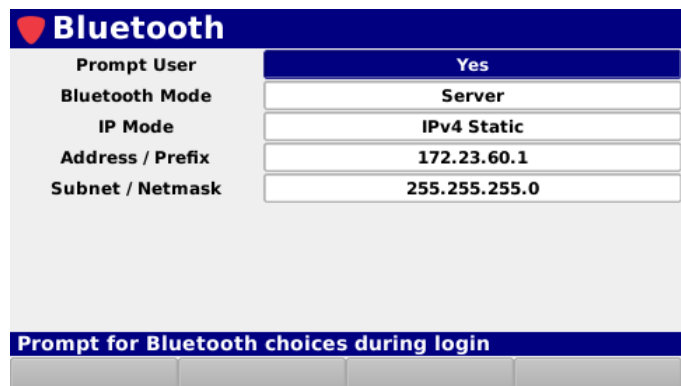 Bluetooth
Prompt User Yes
Bluetooth Mode Server
IP Mode IPv4 Static
Address / Prefix 172.23.60.1
Subnet / Netmask 255.255.255.0
Prompt for Bluetooth choices during login